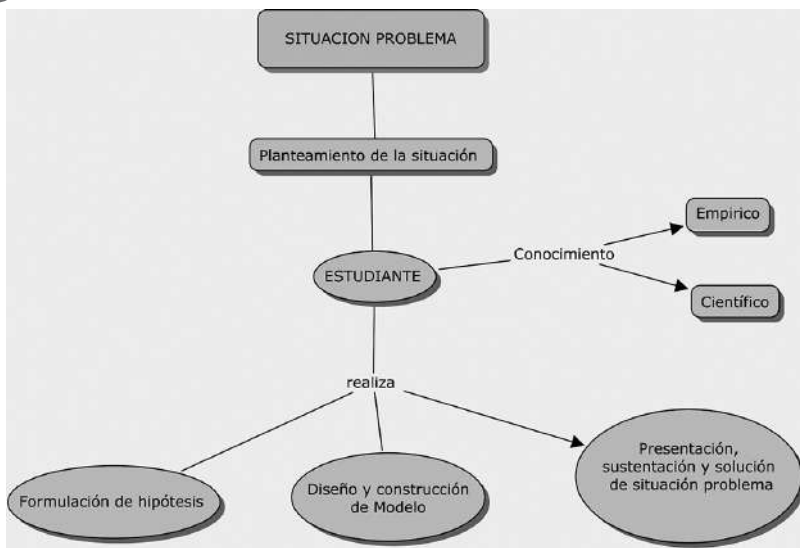 SITUACION PROBLEMA
Planteamiento de la situación
Empirico
Conocimiento
ESTUDIANTE
Científico
realiza
Formulación de hipótesis
Diseño y construcción
de Modelo
Presentación,
sustentación y solución
de situación problema